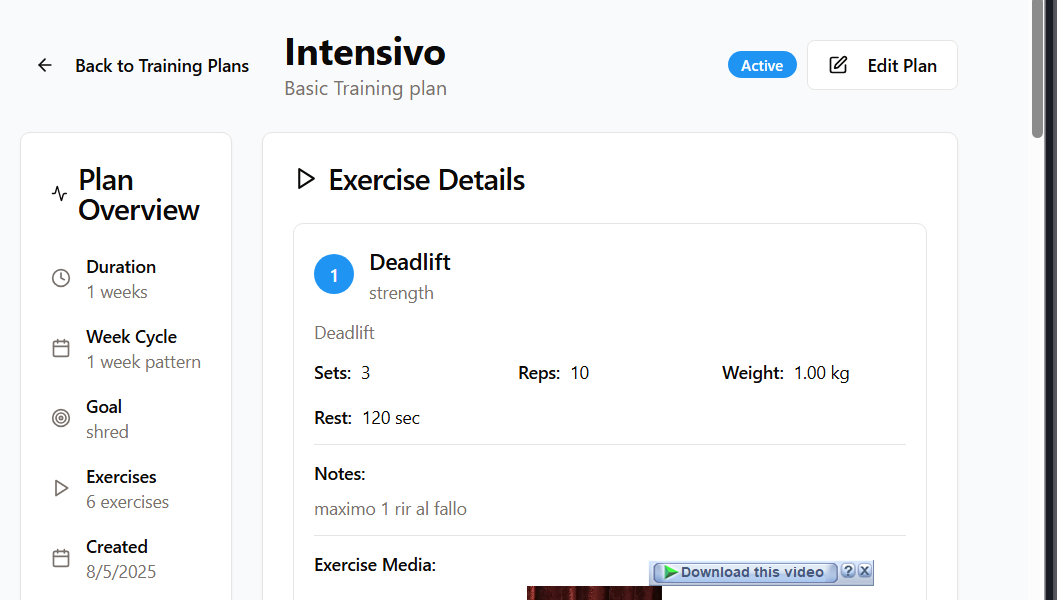 Back to Training Plans
Intensivo
Basic Training plan
Active
Edit Plan
Plan
Overview
Duration
1 weeks
Week Cycle
1 week pattern
Goal
shred
Exercises
6 exercises
Created
8/5/2025
Exercise Details
1
Deadlift
strength
Deadlift
Sets: 3
Reps: 10
Weight: 1.00 kg
Rest: 120 sec
Notes:
maximo 1 rir al fallo
Exercise Media:
Download this video
?
X